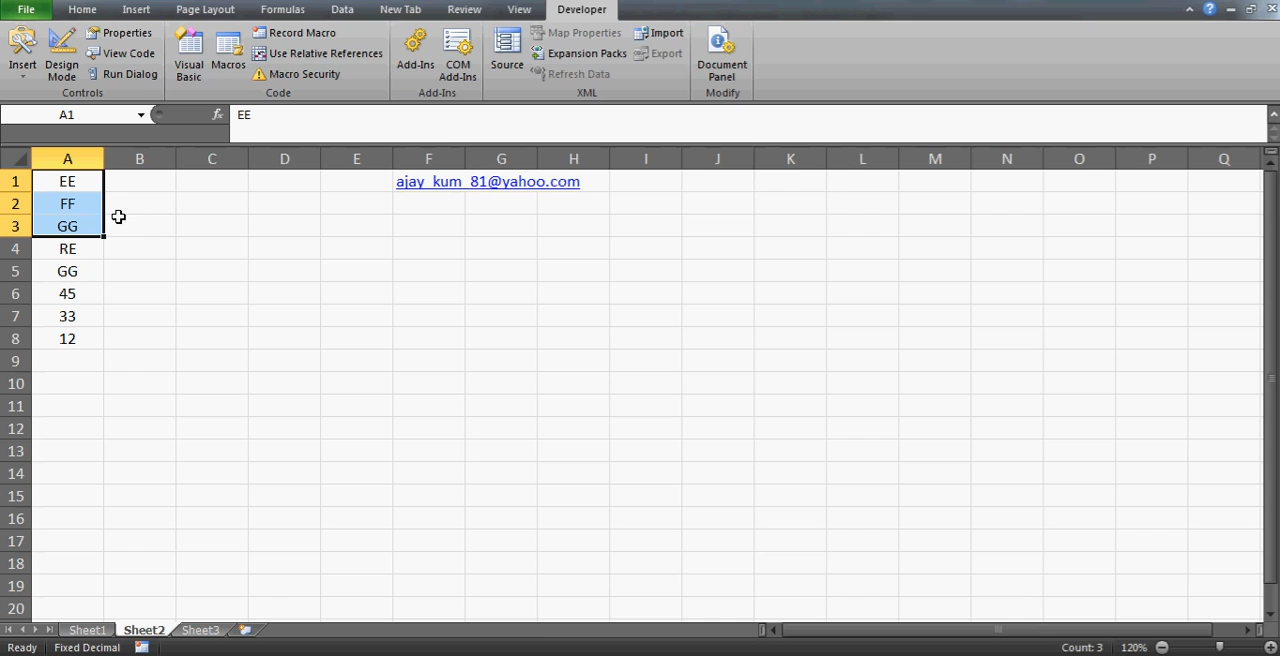 File Home Insert Page Layout Formulas Data New Tab Review View Developer
Properties Record Macro Map Properties Import
View Code Use Relative References Expansion Packs Export
Insert Design Mode Run Dialog Visual Basic Macros Macro Security Add-Ins COM Add-Ins Source Refresh Data Document Panel
Controls Code Add-Ins XML Modify
A1 fx EE
A B C D E F G H I J K L M N O P Q
1 EE ajay_kum_81@yahoo.com
2 FF
3 GG
4 RE
5 GG
6 45
7 33
8 12
9
10
11
12
13
14
15
16
17
18
19
20
Sheet1 Sheet2 Sheet3
Ready Fixed Decimal Count: 3 120%